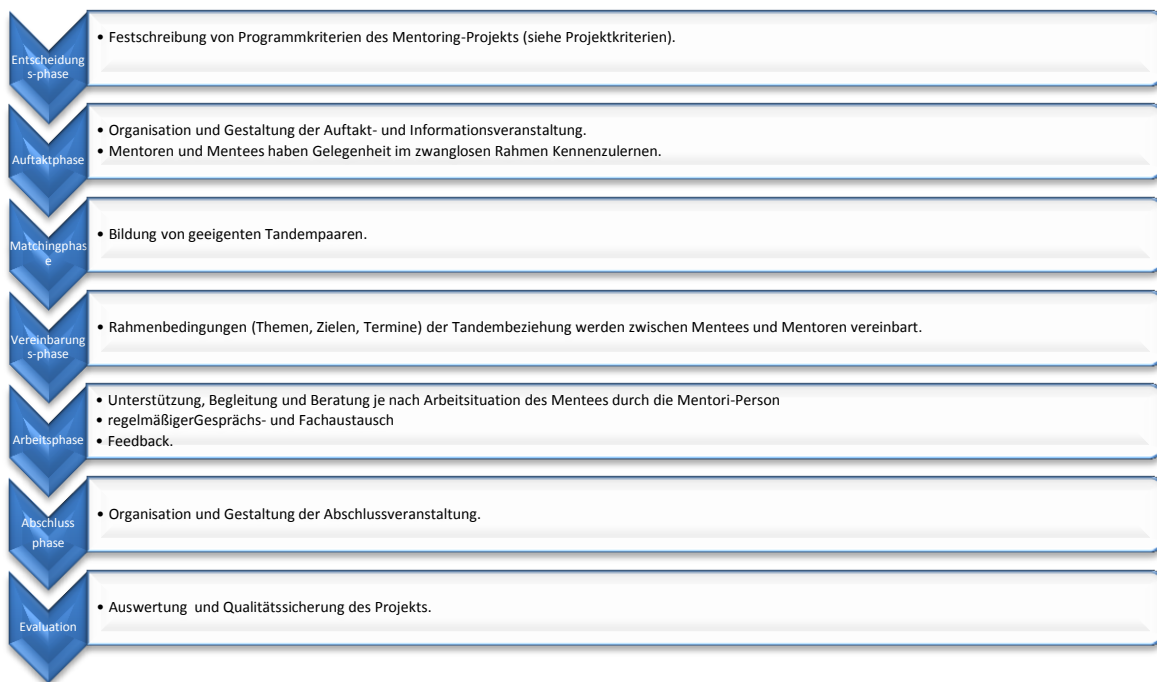 Entscheidung
s-phase
• Festschreibung von Programmkriterien des Mentoring-Projekts (siehe Projektkriterien).
Auftaktphase
• Organisation und Gestaltung der Auftakt- und Informationsveranstaltung.
• Mentoren und Mentees haben Gelegenheit im zwanglosen Rahmen Kennenzulernen.
Matchingphas
e
• Bildung von geeigenten Tandempaaren.
Vereinbarung
s-phase
• Rahmenbedingungen (Themen, Zielen, Termine) der Tandembeziehung werden zwischen Mentees und Mentoren vereinbart.
Arbeitsphase
• Unterstützung, Begleitung und Beratung je nach Arbeitsituation des Mentees durch die Mentori-Person
• regelmäßigerGesprächs- und Fachaustausch
• Feedback.
Abschluss
phase
• Organisation und Gestaltung der Abschlussveranstaltung.
Evaluation
• Auswertung und Qualitätssicherung des Projekts.